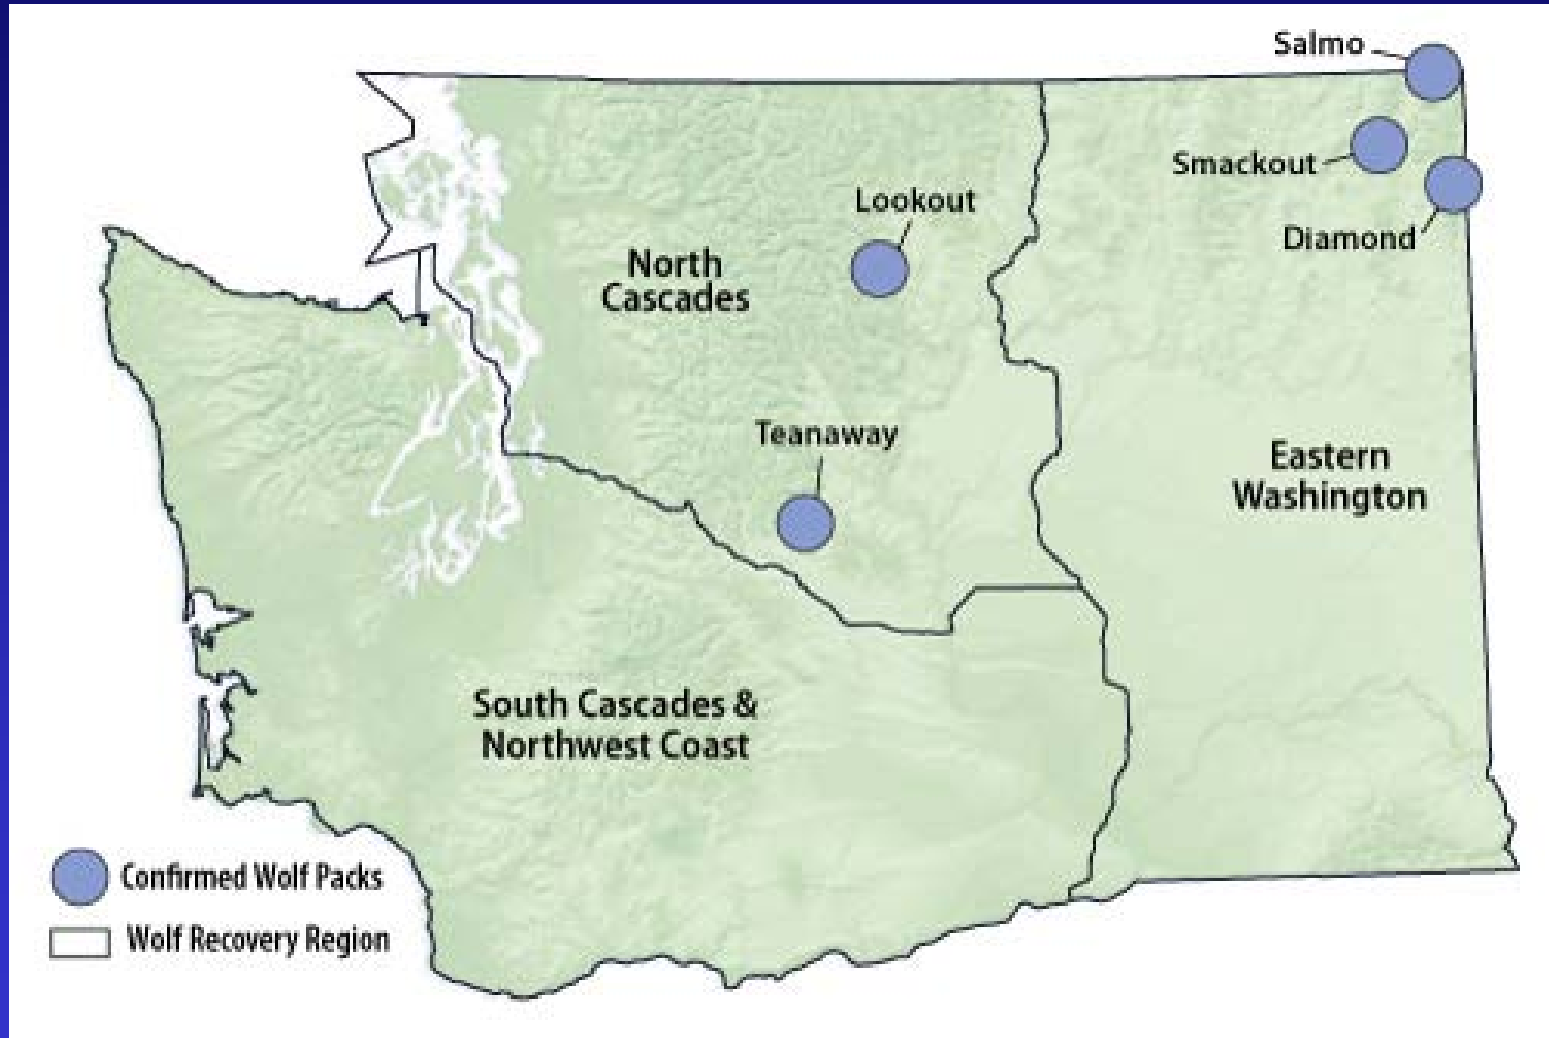 Salmo
Smackout
Lookout
Diamond
North
Cascades
Teanaway
Eastern
Washington
South Cascades &
Northwest Coast
Confirmed Wolf Packs
Wolf Recovery Region